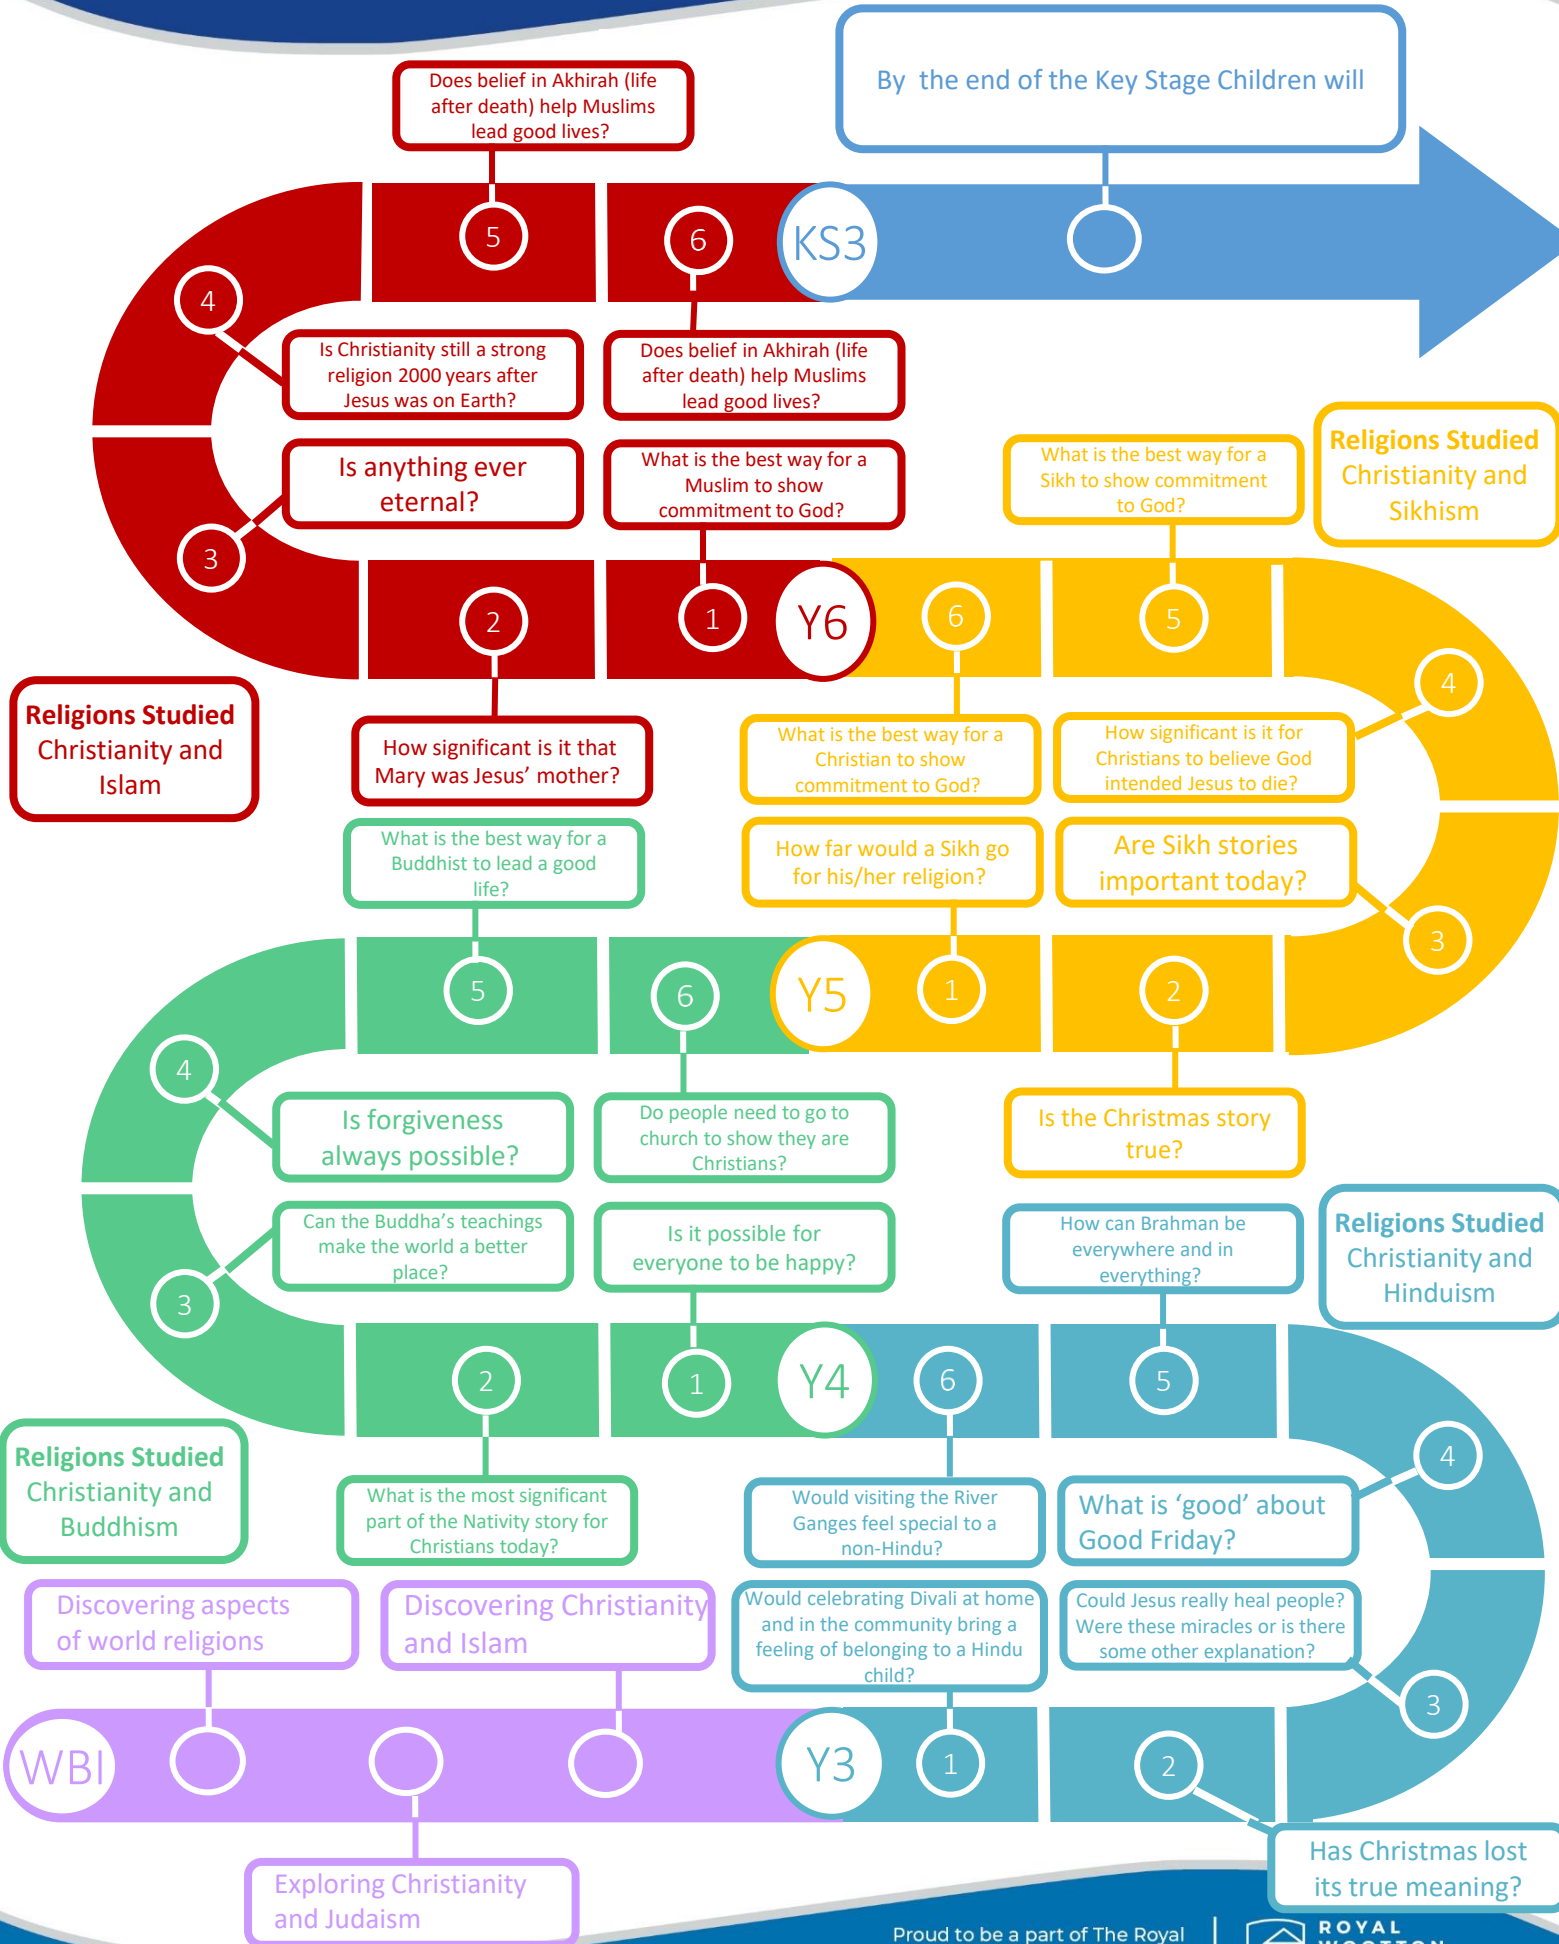 Does belief in Akhirah (life
after death) help Muslims
lead good lives?
By the end of the Key Stage Children will
5
6
KS3
4
Is Christianity still a strong
religion 2000 years after
Jesus was on Earth?
Does belief in Akhirah (life
after death) help Muslims
lead good lives?
Is anything ever
eternal?
What is the best way for a
Muslim to show
commitment to God?
What is the best way for a
Sikh to show commitment
to God?
Religions Studied
Christianity and
Sikhism
3
2
1
Y6
6
5
4
Religions Studied
Christianity and
Islam
How significant is it that
Mary was Jesus’ mother?
What is the best way for a
Christian to show
commitment to God?
How significant is it for
Christians to believe God
intended Jesus to die?
What is the best way for a
Buddhist to lead a good
life?
How far would a Sikh go
for his/her religion?
Are Sikh stories
important today?
3
5
6
Y5
1
2
4
Is forgiveness
always possible?
Do people need to go to
church to show they are
Christians?
Is the Christmas story
true?
Can the Buddha’s teachings
make the world a better
place?
Is it possible for
everyone to be happy?
How can Brahman be
everywhere and in
everything?
Religions Studied
Christianity and
Hinduism
3
2
1
Y4
6
5
4
Religions Studied
Christianity and
Buddhism
What is the most significant
part of the Nativity story for
Christians today?
Would visiting the River
Ganges feel special to a
non-Hindu?
What is ‘good’ about
Good Friday?
Discovering aspects
of world religions
Discovering Christianity
and Islam
Would celebrating Divali at home
and in the community bring a
feeling of belonging to a Hindu
child?
Could Jesus really heal people?
Were these miracles or is there
some other explanation?
3
WBI
Y3
1
2
Has Christmas lost
its true meaning?
Exploring Christianity
and Judaism
Proud to be a part of The Royal
ROYAL
WOOTTON